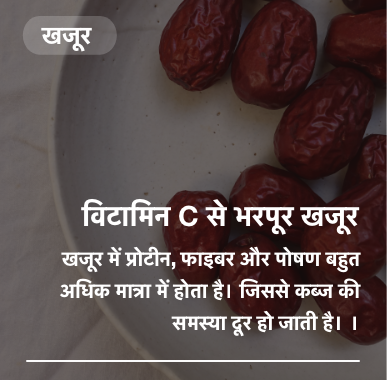 खजूर
विटामिन C से भरपूर खजूर
खजूर में प्रोटीन, फाइबर और पोषण बहुत
अधिक मात्रा में होता है। जिससे कब्ज की
समस्या दूर हो जाती है। ।